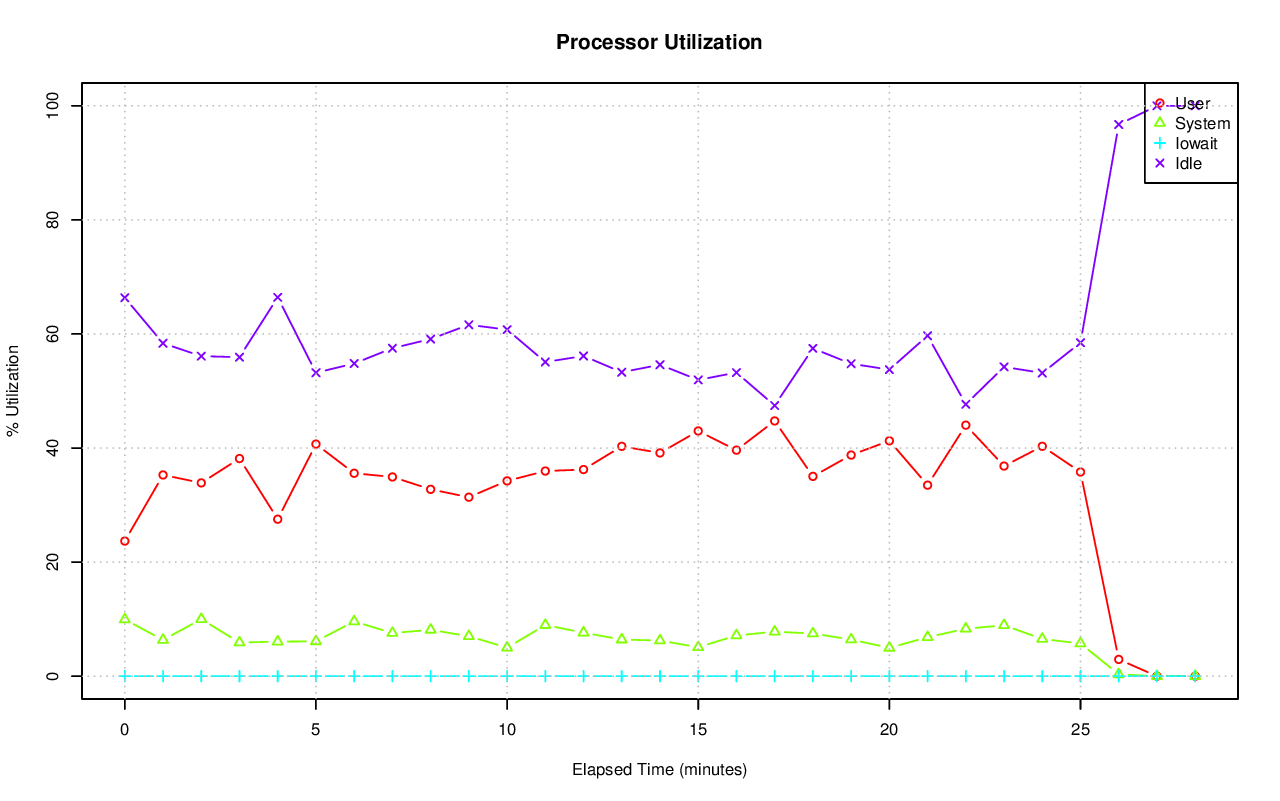 Processor Utilization
% Utilization
100
80
60
40
20
0
User
System
Iowait
Idle
0 5 10 15 20 25
Elapsed Time (minutes)